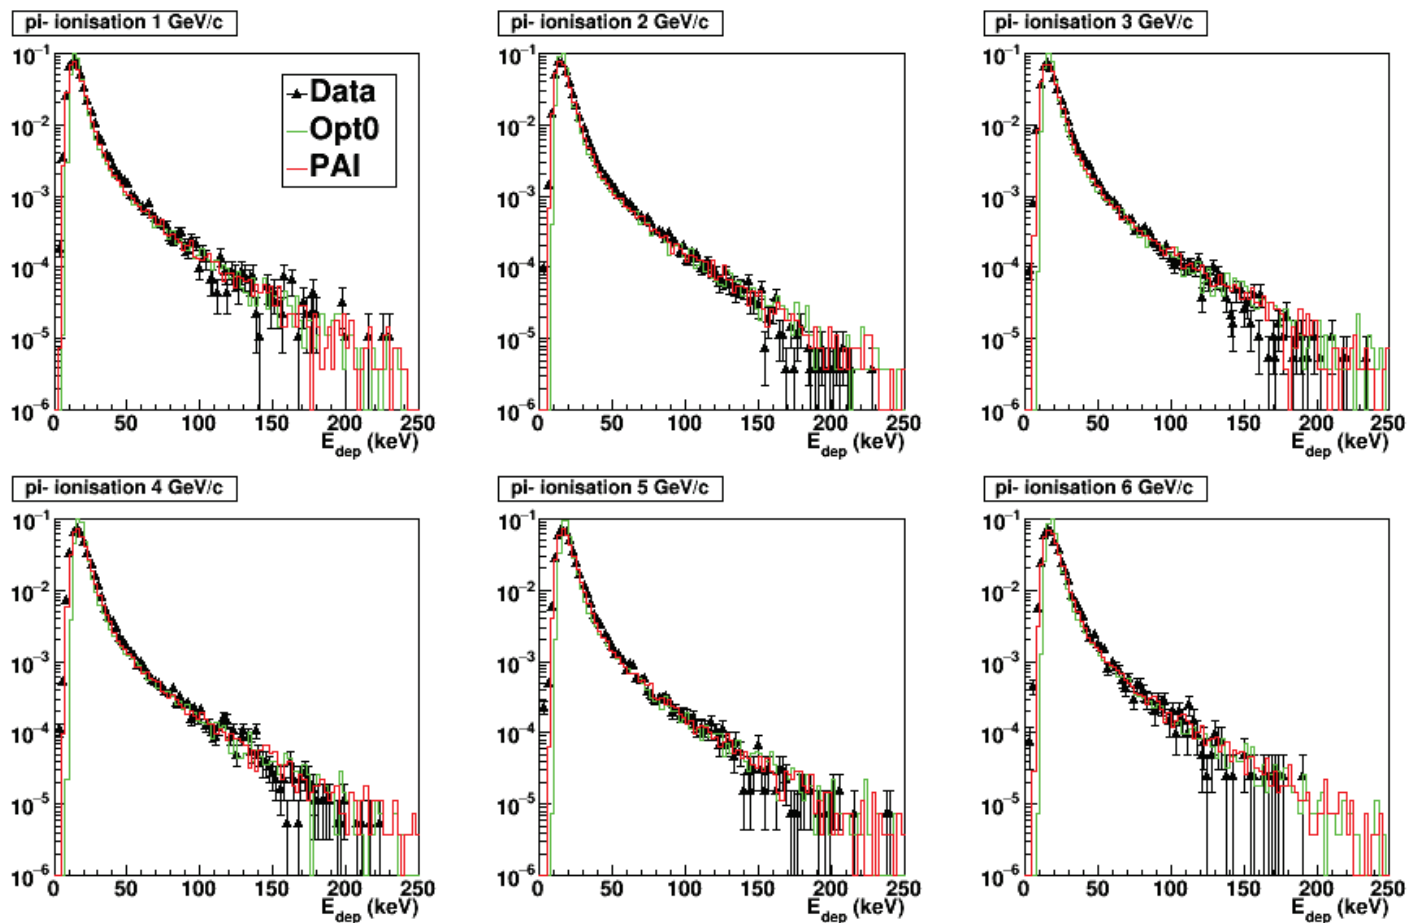 pi- ionisation 1 GeV/c
10⁻¹
10⁻²
10⁻³
10⁻⁴
10⁻⁵
10⁻⁶
0 50 100 150 200 250
E_dep (keV)
Data
Opt0
PAI
pi- ionisation 2 GeV/c
10⁻¹
10⁻²
10⁻³
10⁻⁴
10⁻⁵
10⁻⁶
0 50 100 150 200 250
E_dep (keV)
pi- ionisation 3 GeV/c
10⁻¹
10⁻²
10⁻³
10⁻⁴
10⁻⁵
10⁻⁶
0 50 100 150 200 250
E_dep (keV)
pi- ionisation 4 GeV/c
10⁻¹
10⁻²
10⁻³
10⁻⁴
10⁻⁵
10⁻⁶
0 50 100 150 200 250
E_dep (keV)
pi- ionisation 5 GeV/c
10⁻¹
10⁻²
10⁻³
10⁻⁴
10⁻⁵
10⁻⁶
0 50 100 150 200 250
E_dep (keV)
pi- ionisation 6 GeV/c
10⁻¹
10⁻²
10⁻³
10⁻⁴
10⁻⁵
10⁻⁶
0 50 100 150 200 250
E_dep (keV)